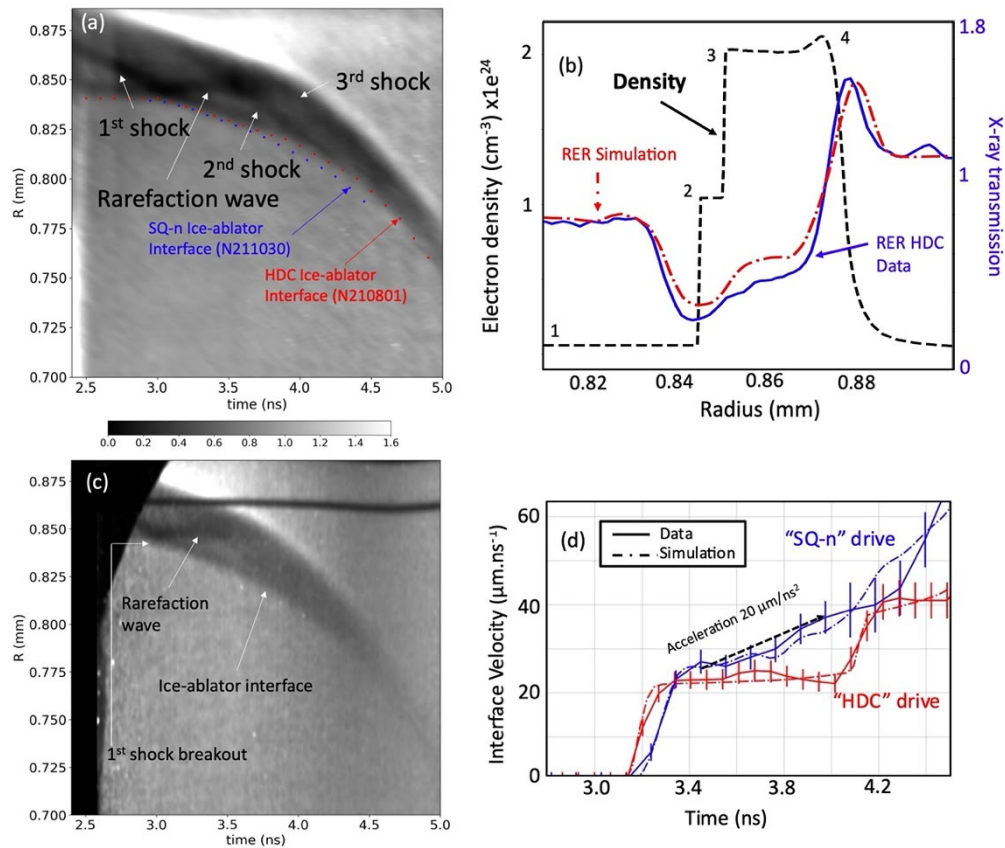 (a)
3rd shock
1st shock
2nd shock
Rarefaction wave
SQ-n Ice-ablator
Interface (N211030)
HDC Ice-ablator
Interface (N210801)
R (mm)
0.875
0.850
0.825
0.800
0.775
0.750
0.725
0.700
2.5 3.0 3.5 4.0 4.5 5.0
time (ns)
0.0 0.2 0.4 0.6 0.8 1.0 1.2 1.4 1.6
(b)
Density
RER Simulation
RER HDC
Data
1
2
3
4
Electron density (cm-3) x1e24
2
1
X-ray transmission
1.8
1
0
0.82 0.84 0.86 0.88
Radius (mm)
(c)
Rarefaction
wave
Ice-ablator interface
1st shock breakout
R (mm)
0.875
0.850
0.825
0.800
0.775
0.750
0.725
0.700
2.5 3.0 3.5 4.0 4.5 5.0
time (ns)
(d)
Data
Simulation
“SQ-n” drive
Acceleration 20 μm/ns2
“HDC” drive
Interface Velocity (μm.ns-1)
60
40
20
0
3.0 3.4 3.8 4.2
Time (ns)